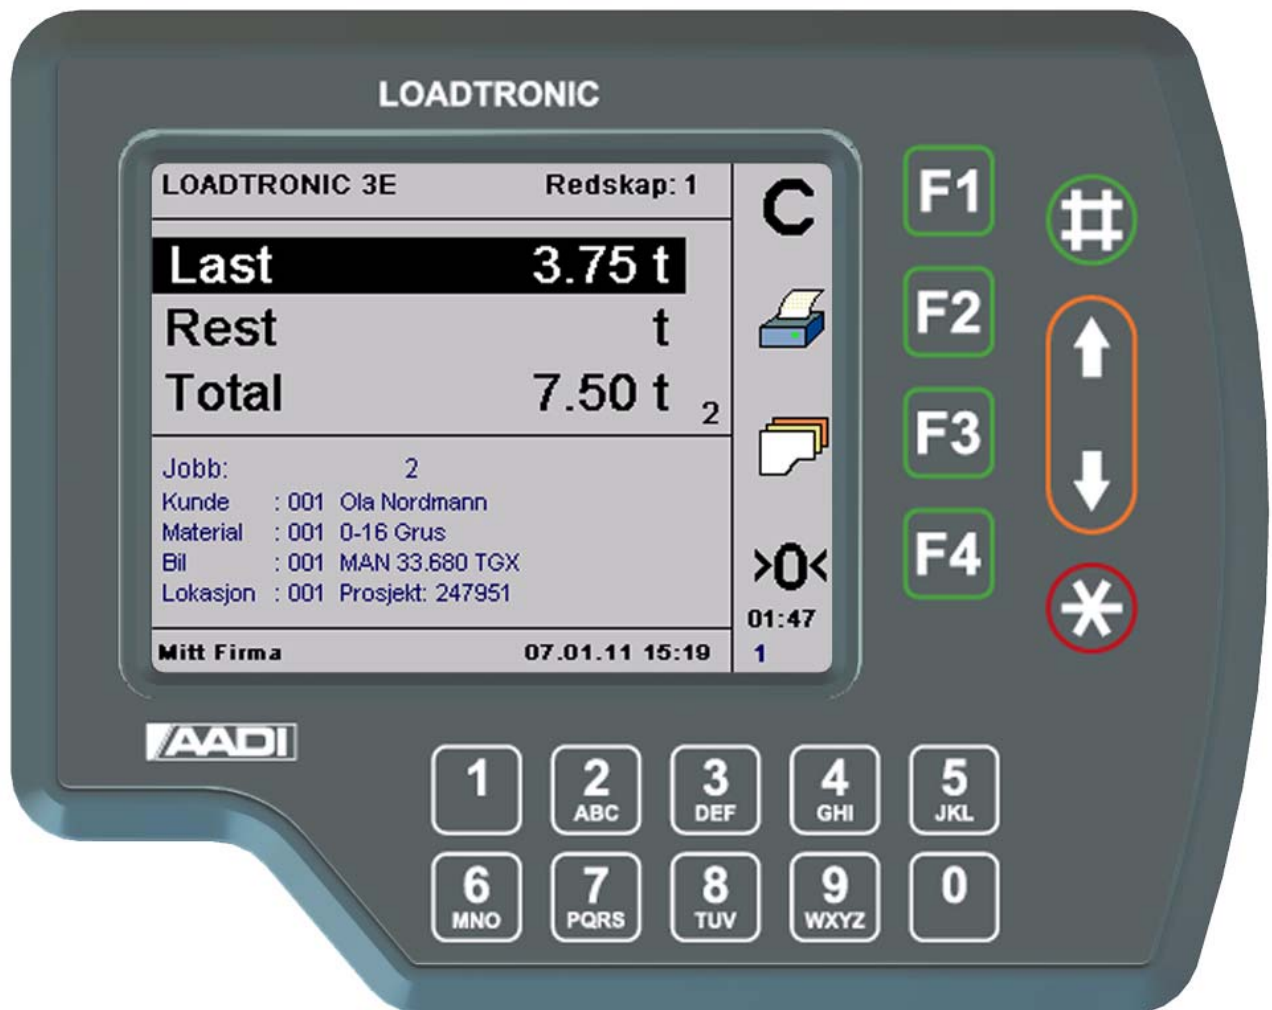 LOADTRONIC
LOADTRONIC 3E Redskap: 1
Last 3.75 t
Rest t
Total 7.50 t 2
Jobb: 2
Kunde : 001 Ola Nordmann
Material : 001 0-16 Grus
Bil : 001 MAN 33.680 TGX
Lokasjon : 001 Prosjekt: 247951
Mitt Firma 07.01.11 15:19
C
>0<
01:47
1
F1
F2
F3
F4
#
*
AADI
1 2 3 4 5
ABC DEF GHI JKL
6 7 8 9 0
MNO PQRS TUV WXYZ